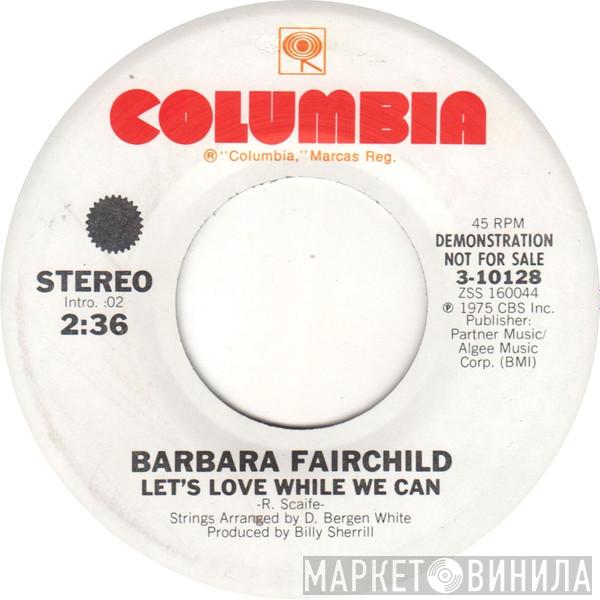 COLUMBIA
® "Columbia," Marcas Reg.
STEREO
Intro. :02
2:36
45 RPM
DEMONSTRATION
NOT FOR SALE
3-10128
ZSS 160044
℗ 1975 CBS Inc.
Publisher:
Partner Music/
Algee Music
Corp. (BMI)
BARBARA FAIRCHILD
LET'S LOVE WHILE WE CAN
-R. Scaife-
Strings Arranged by D. Bergen White
Produced by Billy Sherrill
МАРКЕТ ВИНИЛА